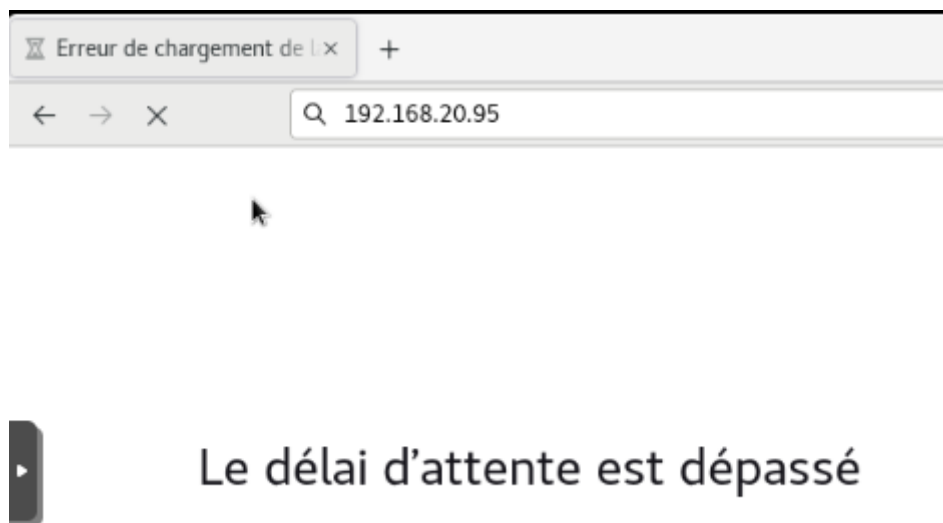 Erreur de chargement de
192.168.20.95
Le délai d'attente est dépassé